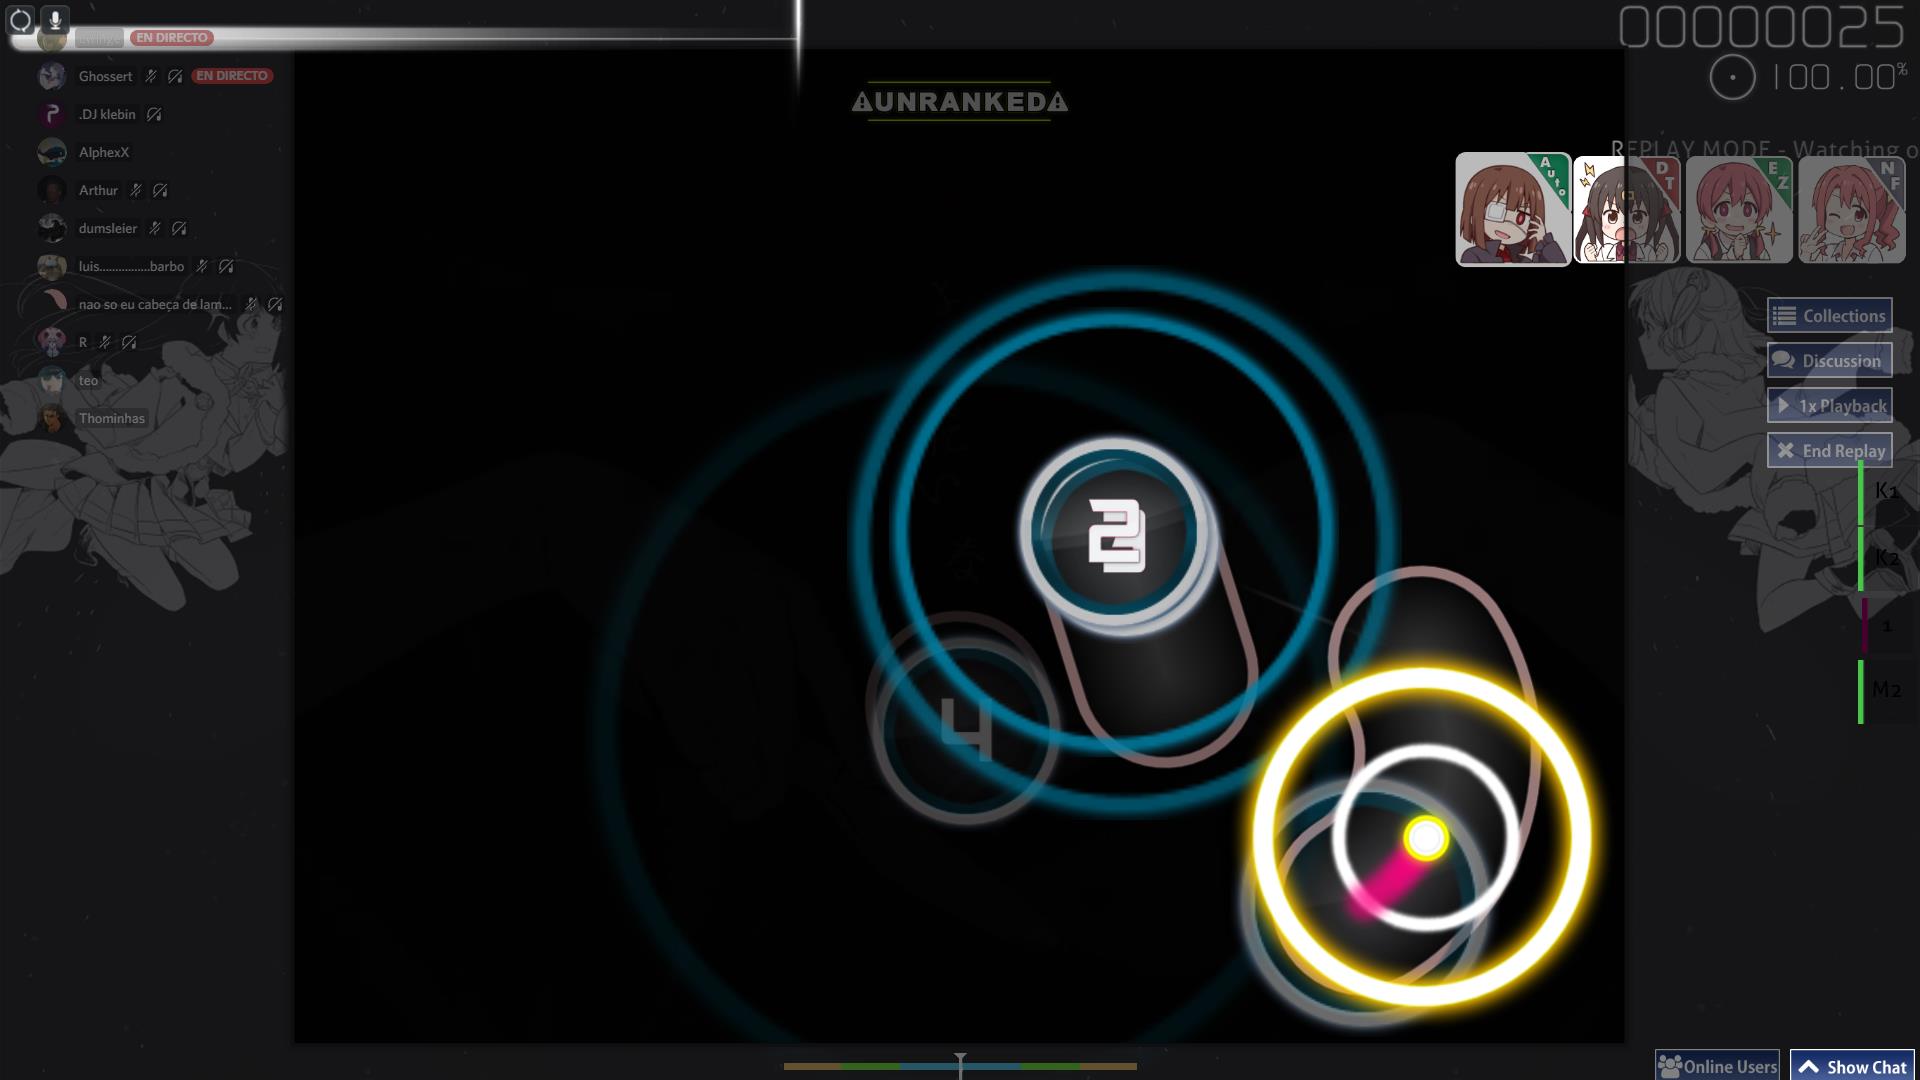 EN DIRECTO
Ghossert EN DIRECTO
.DJ klebin
AlphexX
Arthur
dumsleier
luis................barbo
nao so eu cabeça de lam...
R
teo
Thominhas
UNRANKED
00000025
100.00%
REPLAY MODE - Watching o
Auto
DT
EZ
NF
Collections
Discussion
1x Playback
End Replay
K1
K2
1
M2
2
4
Online Users
Show Chat